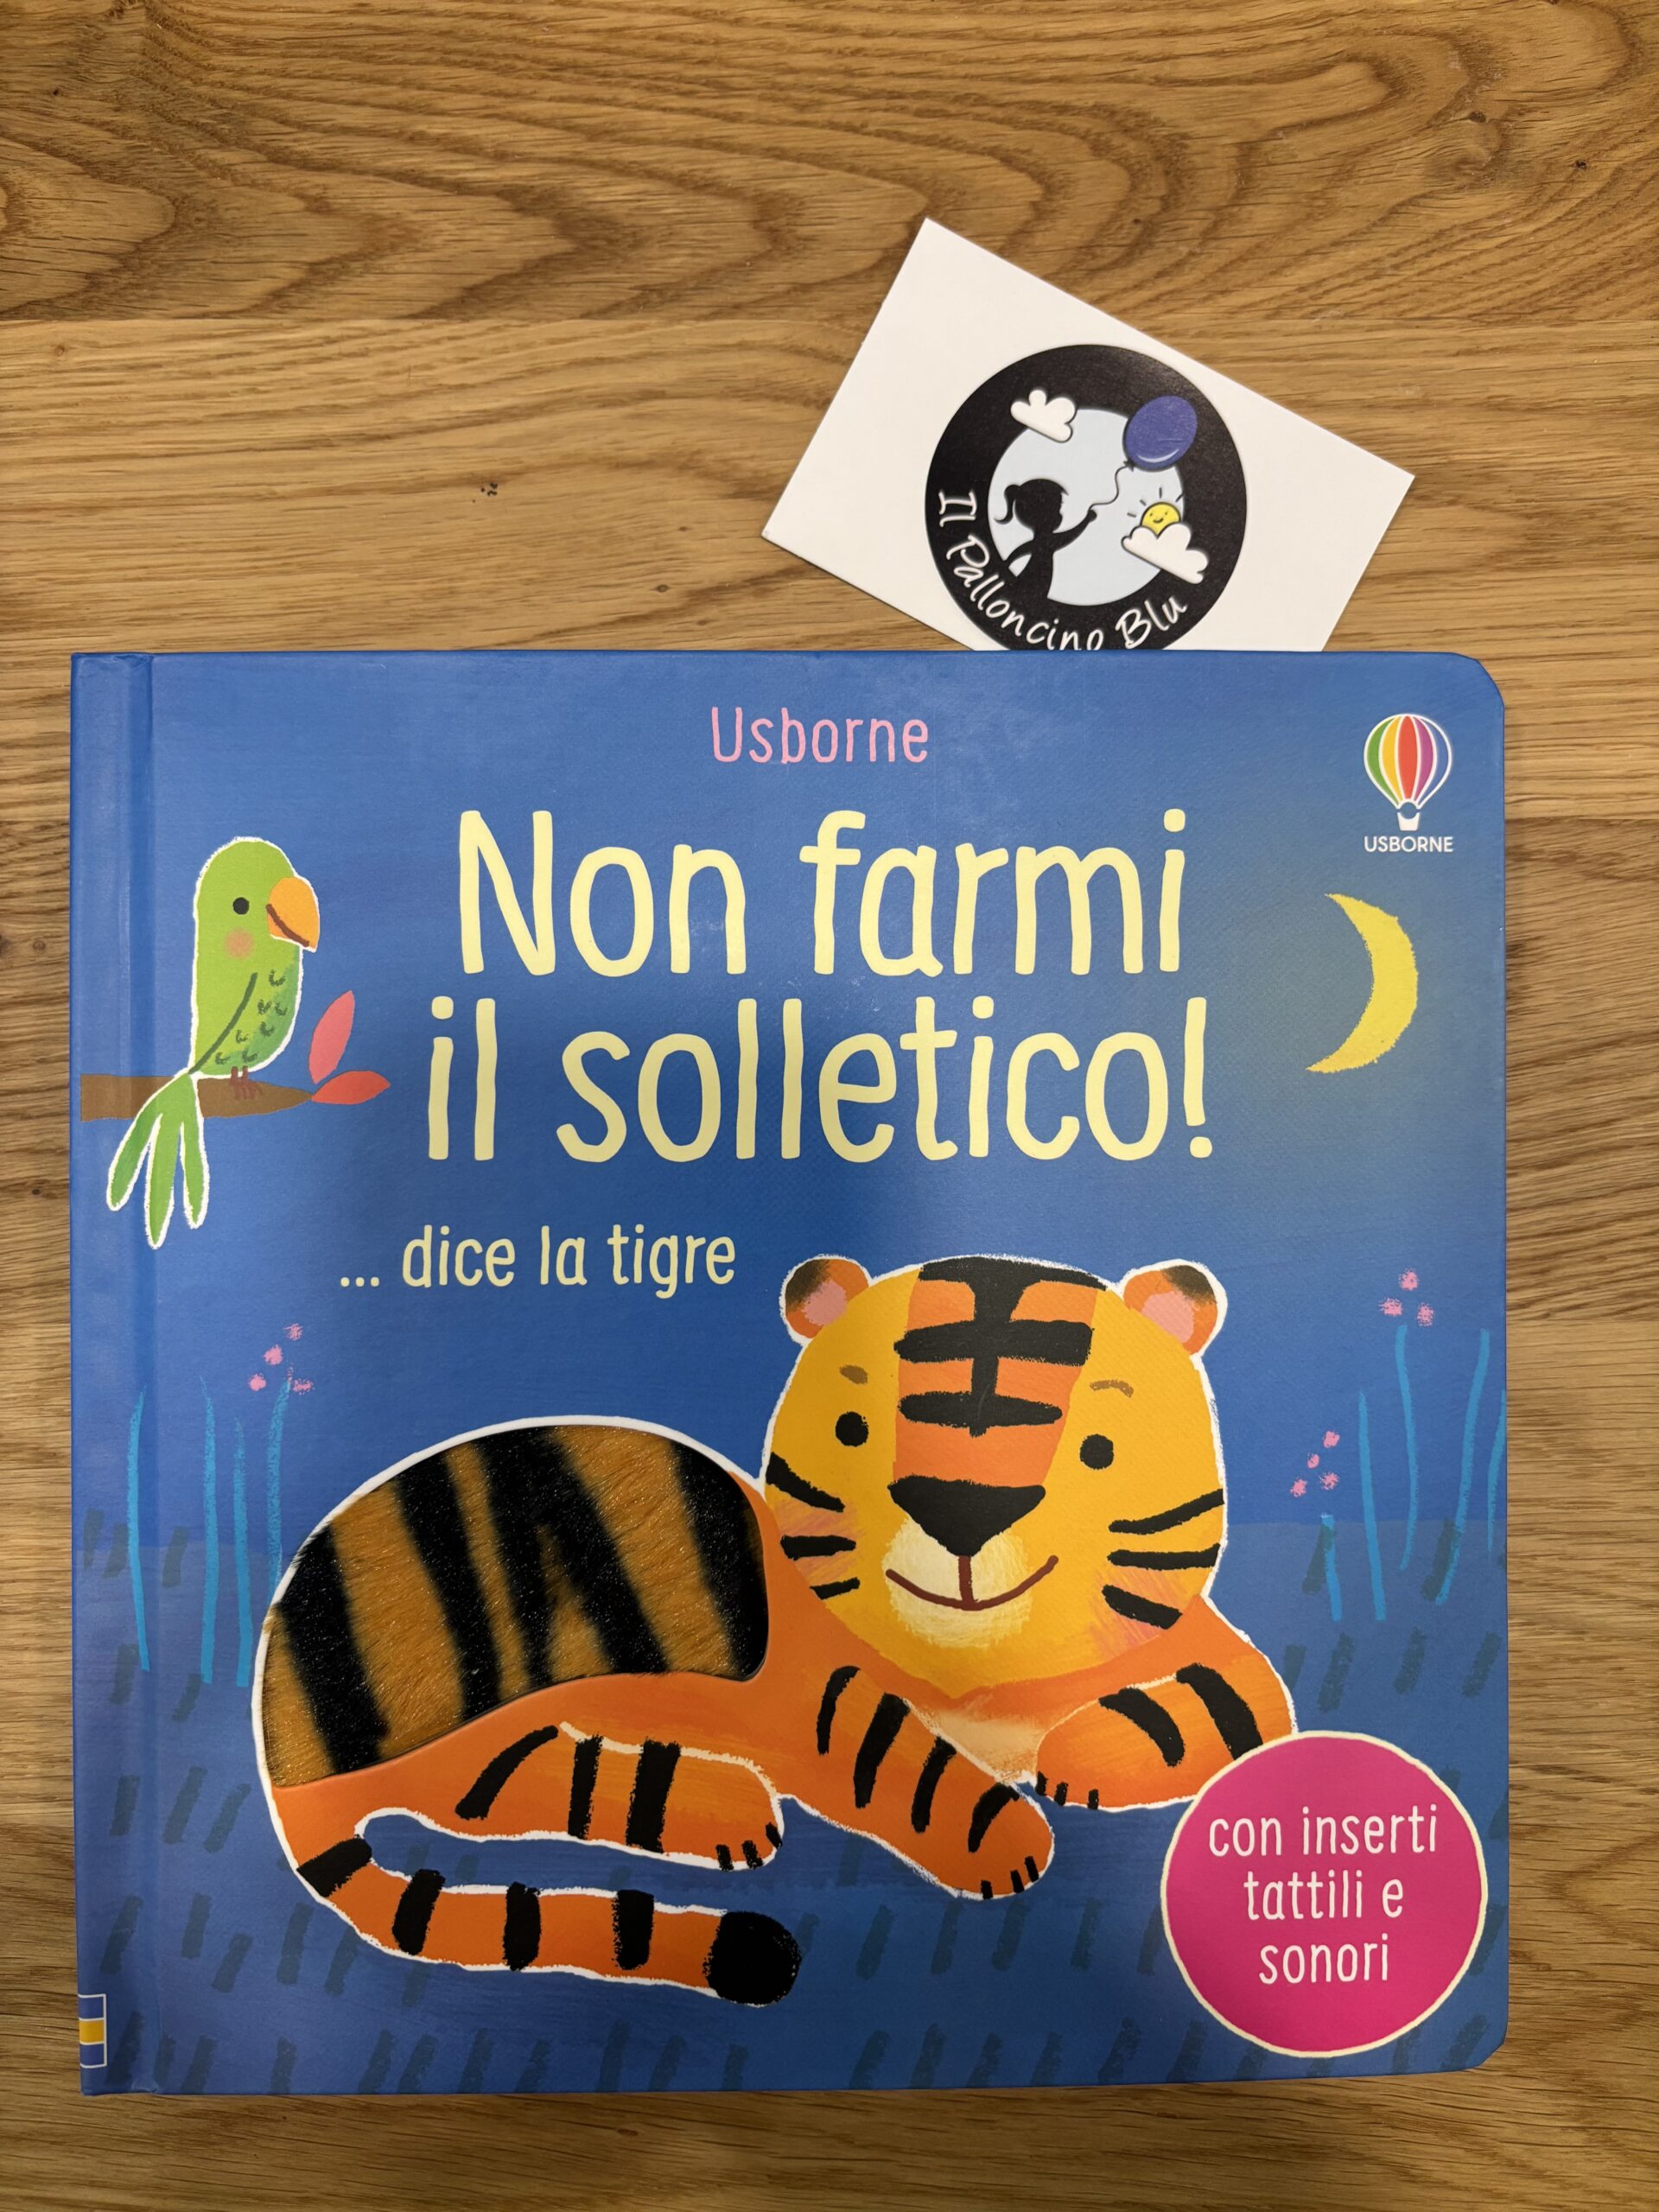 Il Palloncino Blu
Usborne
USBORNE
Non farmi
il solletico!
... dice la tigre
con inserti
tattili e
sonori